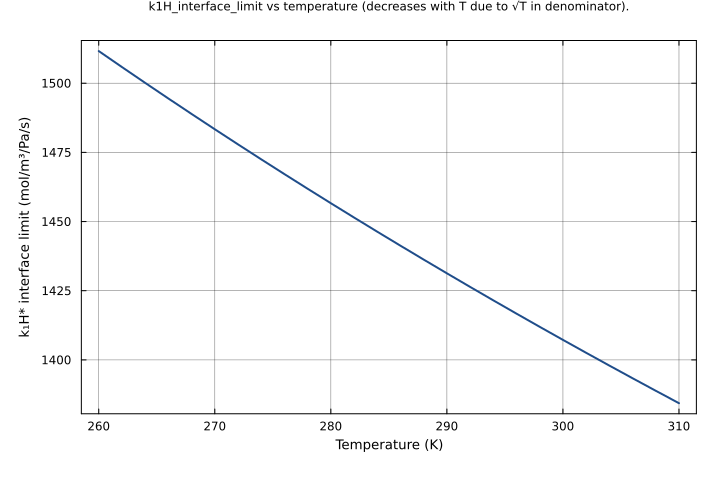 k1H_interface_limit vs temperature (decreases with T due to √T in denominator).
1500
1475
1450
1425
1400
k₁H* interface limit (mol/m³/Pa/s)
260 270 280 290 300 310
Temperature (K)